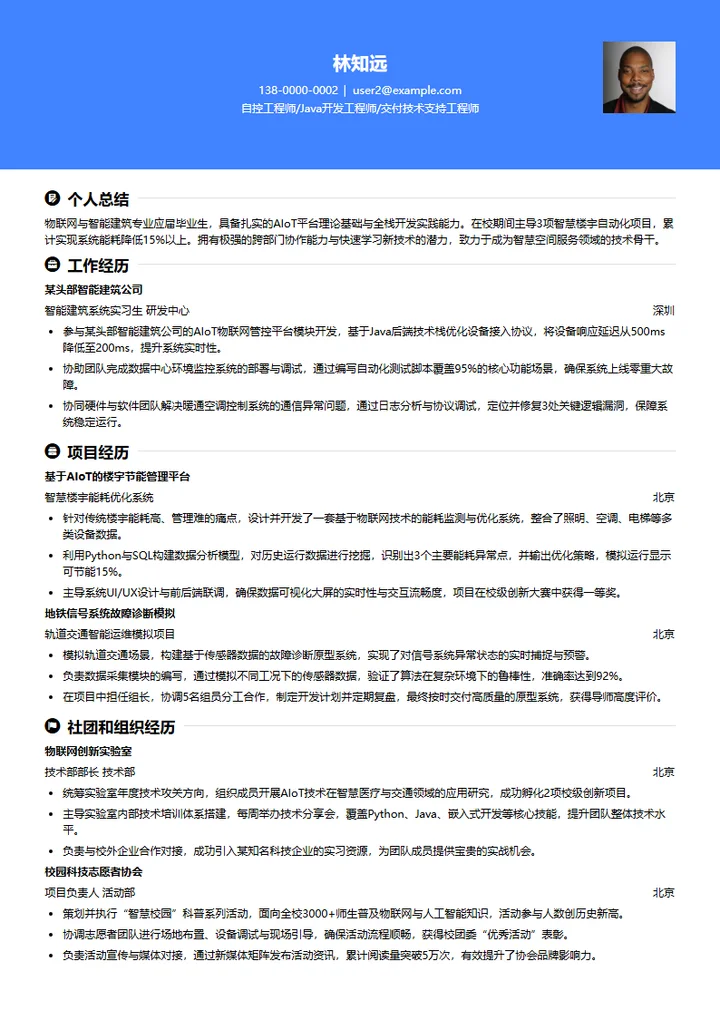 林知远
138-0000-0002 | user2@example.com
自控工程师/Java开发工程师/交付技术支持工程师
个人总结
物联网与智能建筑专业应届毕业生，具备扎实的AIoT平台理论基础与全栈开发实践能力。在校期间主导3项智慧楼宇自动化项目，累
计实现系统能耗降低15%以上。拥有极强的跨部门协作能力与快速学习新技术的潜力，致力于成为智慧空间服务领域的技术骨干。
工作经历
某头部智能建筑公司
智能建筑系统实习生 研发中心 深圳
• 参与某头部智能建筑公司的AIoT物联网管控平台模块开发，基于Java后端技术栈优化设备接入协议，将设备响应延迟从500ms
降低至200ms，提升系统实时性。
• 协助团队完成数据中心环境监控系统的部署与调试，通过编写自动化测试脚本覆盖95%的核心功能场景，确保系统上线零重大故
障。
• 协同硬件与软件团队解决暖通空调控制系统的通信异常问题，通过日志分析与协议调试，定位并修复3处关键逻辑漏洞，保障系
统稳定运行。
项目经历
基于AIoT的楼宇节能管理平台
智慧楼宇能耗优化系统 北京
• 针对传统楼宇能耗高、管理难的痛点，设计并开发了一套基于物联网技术的能耗监测与优化系统，整合了照明、空调、电梯等多
类设备数据。
• 利用Python与SQL构建数据分析模型，对历史运行数据进行挖掘，识别出3个主要能耗异常点，并输出优化策略，模拟运行显示
可节能15%。
• 主导系统UI/UX设计与前后端联调，确保数据可视化大屏的实时性与交互流畅度，项目在校级创新大赛中获得一等奖。
地铁信号系统故障诊断模拟
轨道交通智能运维模拟项目 北京
• 模拟轨道交通场景，构建基于传感器数据的故障诊断原型系统，实现了对信号系统异常状态的实时捕捉与预警。
• 负责数据采集模块的编写，通过模拟不同工况下的传感器数据，验证了算法在复杂环境下的鲁棒性，准确率达到92%。
• 在项目中担任组长，协调5名组员分工合作，制定开发计划并定期复盘，最终按时交付高质量的原型系统，获得导师高度评价。
社团和组织经历
物联网创新实验室
技术部部长 技术部 北京
• 统筹实验室年度技术攻关方向，组织成员开展AIoT技术在智慧医疗与交通领域的应用研究，成功孵化2项校级创新项目。
• 主导实验室内部技术培训体系搭建，每周举办技术分享会，覆盖Python、Java、嵌入式开发等核心技能，提升团队整体技术水
平。
• 负责与校外企业合作对接，成功引入某知名科技企业的实习资源，为团队成员提供宝贵的实战机会。
校园科技志愿者协会
项目负责人 活动部 北京
• 策划并执行“智慧校园”科普系列活动，面向全校3000+师生普及物联网与人工智能知识，活动参与人数创历史新高。
• 协调志愿者团队进行场地布置、设备调试与现场引导，确保活动流程顺畅，获得校团委“优秀活动”表彰。
• 负责活动宣传与媒体对接，通过新媒体矩阵发布活动资讯，累计阅读量突破5万次，有效提升了协会品牌影响力。